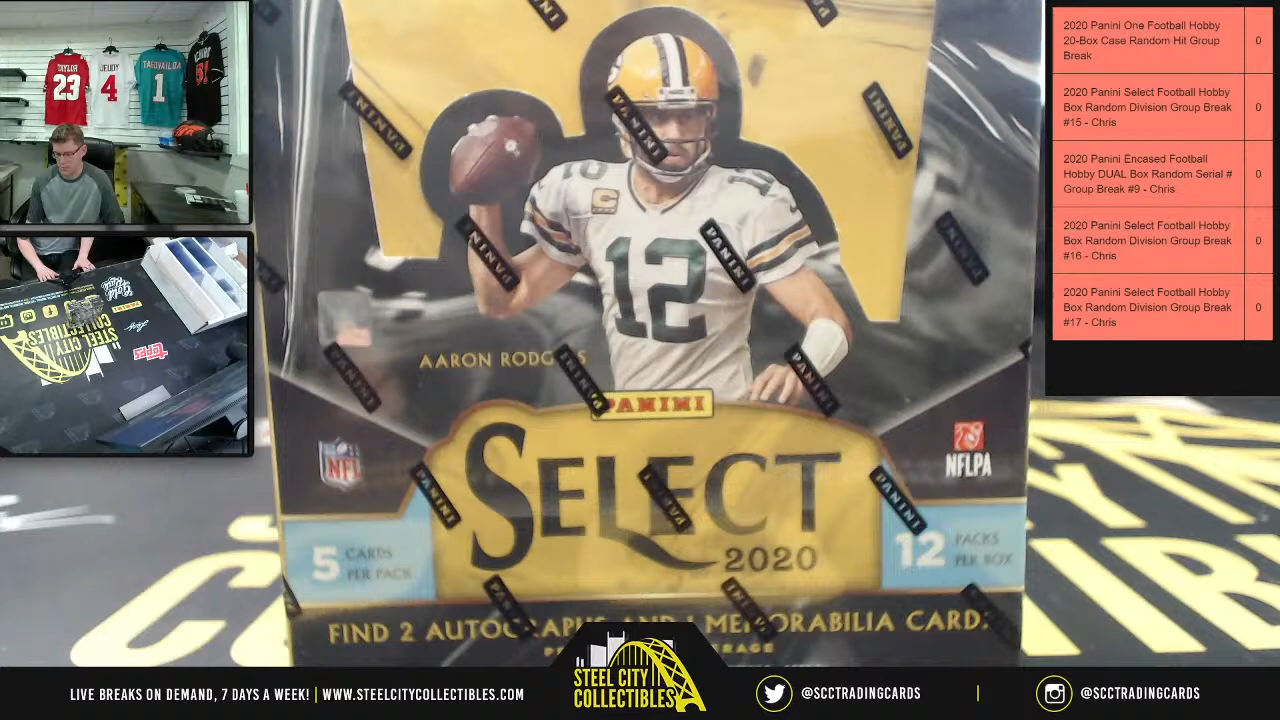 TAYLOR
23
JEUDY
4
TAGOVAILOA
1
51
STEEL CITY
COLLECTIBLES
PANINI
topps
PANINI
12
AARON RODGERS
PANINI
SELECT
2020
NFL
NFLPA
5 CARDS
PER PACK
12 PACKS
PER BOX
FIND 2 AUTOGRAPHS AND 1 MEMORABILIA CARD,
2020 Panini One Football Hobby
20-Box Case Random Hit Group
Break
0
2020 Panini Select Football Hobby
Box Random Division Group Break
#15 - Chris
0
2020 Panini Encased Football
Hobby DUAL Box Random Serial #
Group Break #9 - Chris
0
2020 Panini Select Football Hobby
Box Random Division Group Break
#16 - Chris
0
2020 Panini Select Football Hobby
Box Random Division Group Break
#17 - Chris
0
LIVE BREAKS ON DEMAND, 7 DAYS A WEEK! | WWW.STEELCITYCOLLECTIBLES.COM
STEEL CITY
COLLECTIBLES
@SCCTRADINGCARDS
|
@SCCTRADINGCARDS